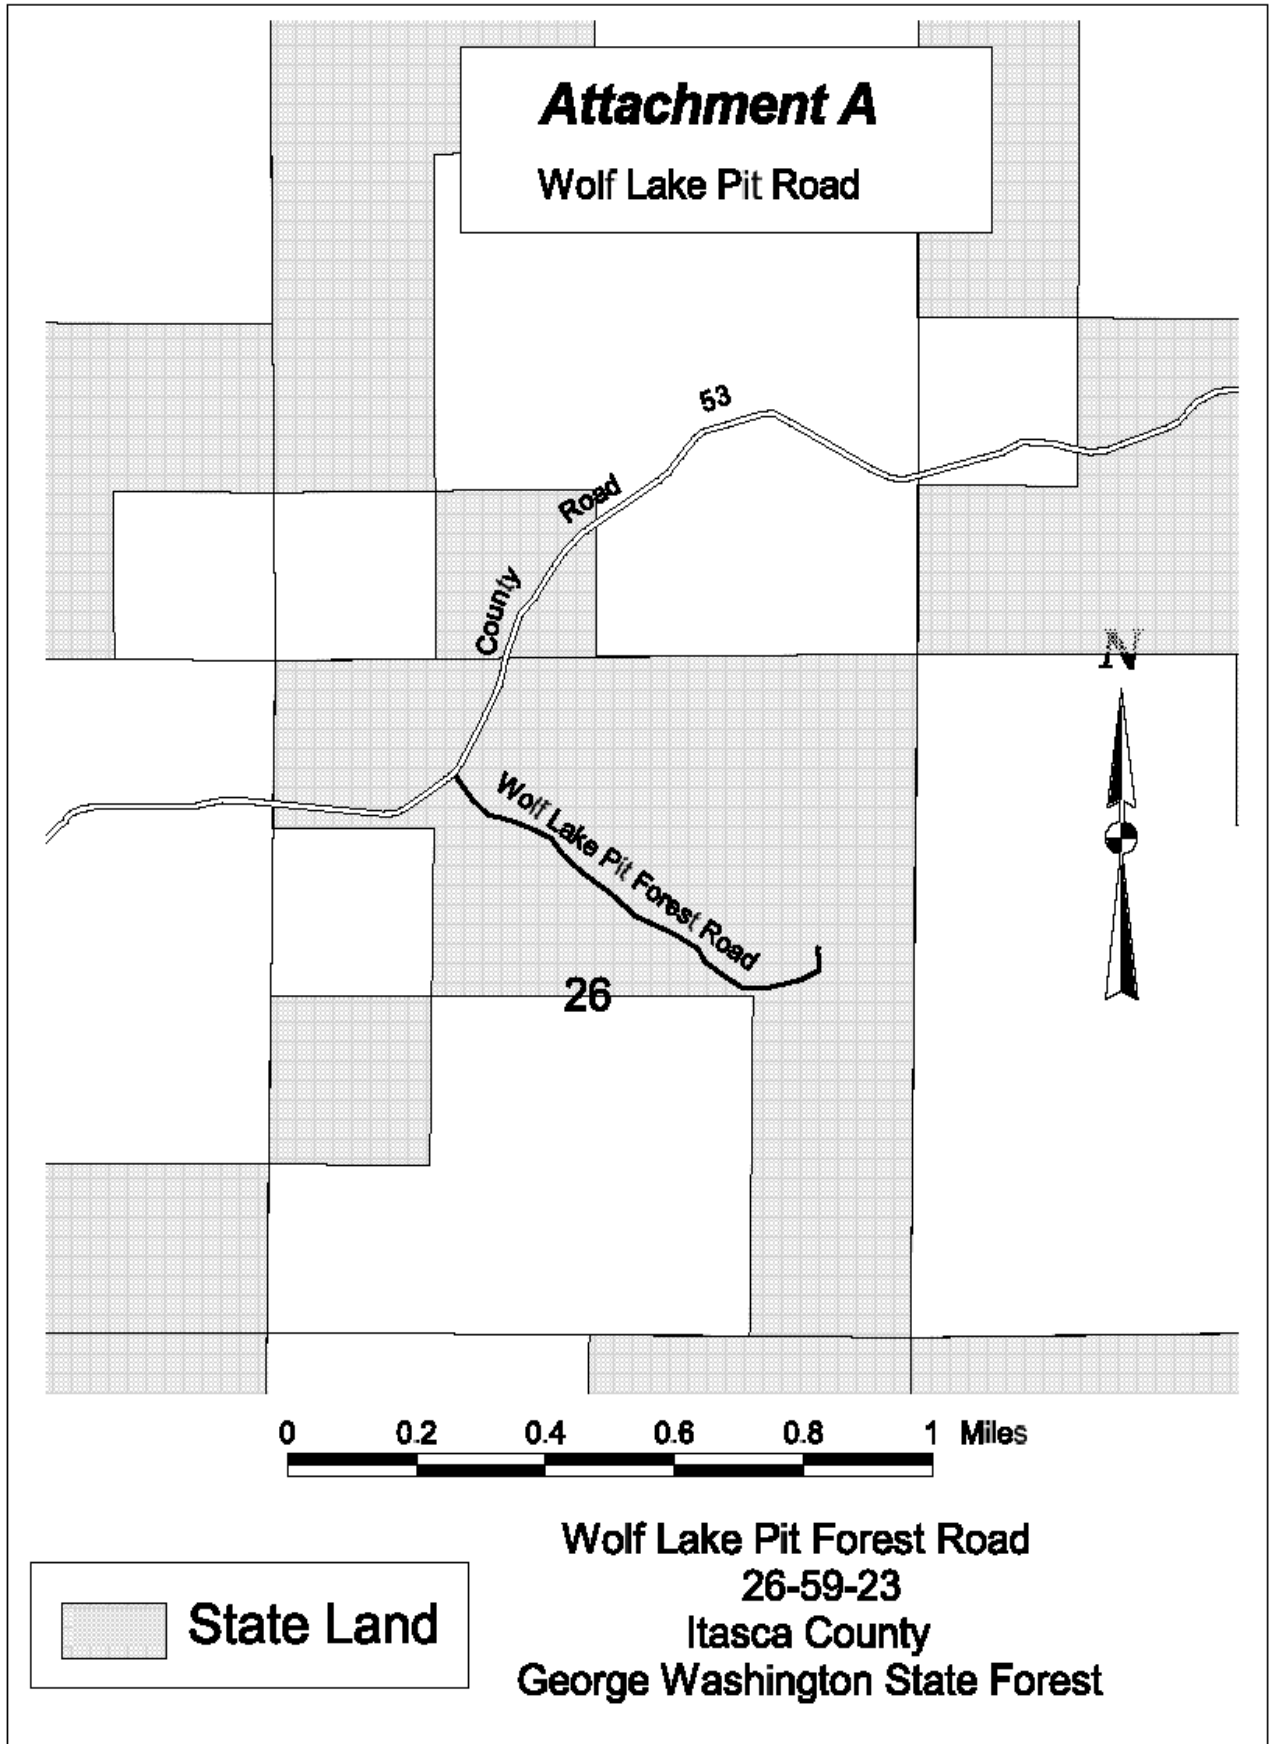 Attachment A
Wolf Lake Pit Road
53
Road
County
N
Wolf Lake Pit Forest Road
26
0 0.2 0.4 0.6 0.8 1 Miles
Wolf Lake Pit Forest Road
26-59-23
Itasca County
George Washington State Forest
State Land